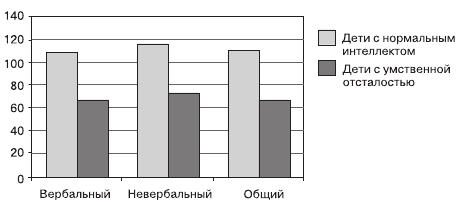 140
120
100
80
60
40
20
0
Вербальный
Невербальный
Общий
Дети с нормальным
интеллектом
Дети с умственной
отсталостью